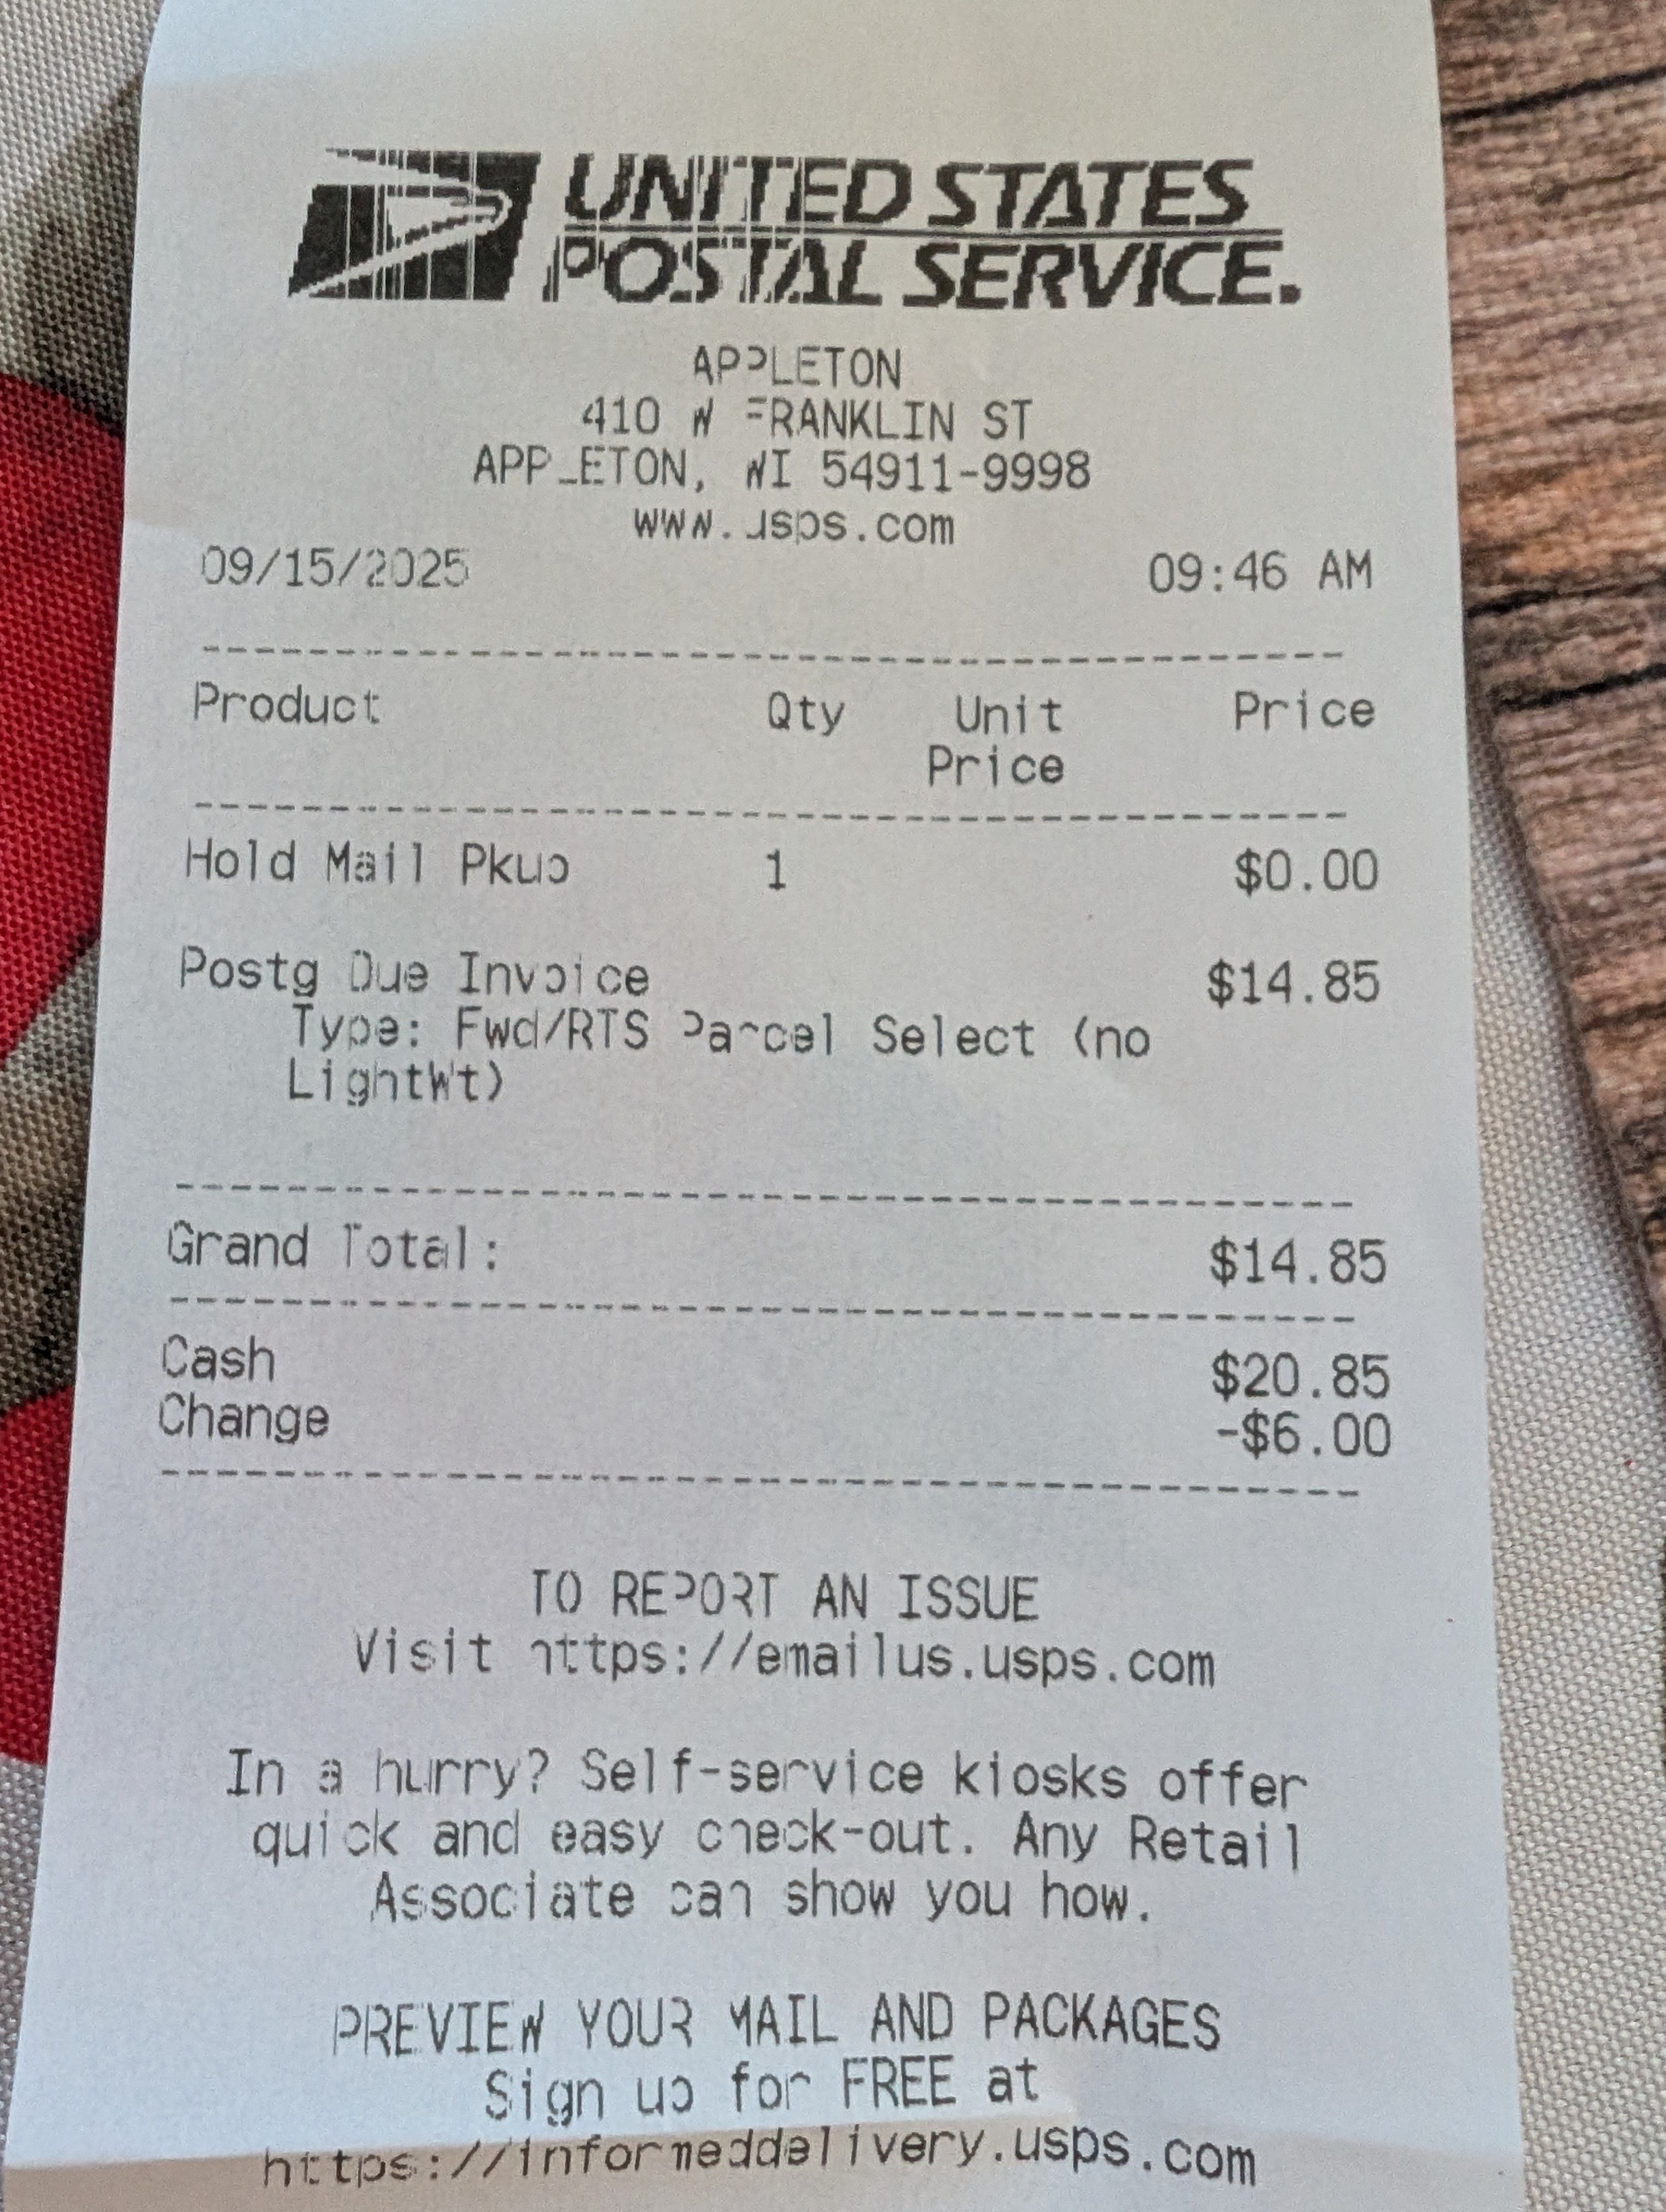 UNITED STATES
POSTAL SERVICE.
APPLETON
410 W FRANKLIN ST
APPLETON, WI 54911-9998
www.usps.com
09/15/2025 09:46 AM
Product Qty Unit Price
Price
Hold Mail Pkup 1 $0.00
Postg Due Invoice $14.85
Type: Fwd/RTS Parcel Select (no
LightWt)
Grand Total: $14.85
Cash $20.85
Change -$6.00
TO REPORT AN ISSUE
Visit https://emailus.usps.com
In a hurry? Self-service kiosks offer
quick and easy check-out. Any Retail
Associate can show you how.
PREVIEW YOUR MAIL AND PACKAGES
Sign up for FREE at
https://informeddelivery.usps.com